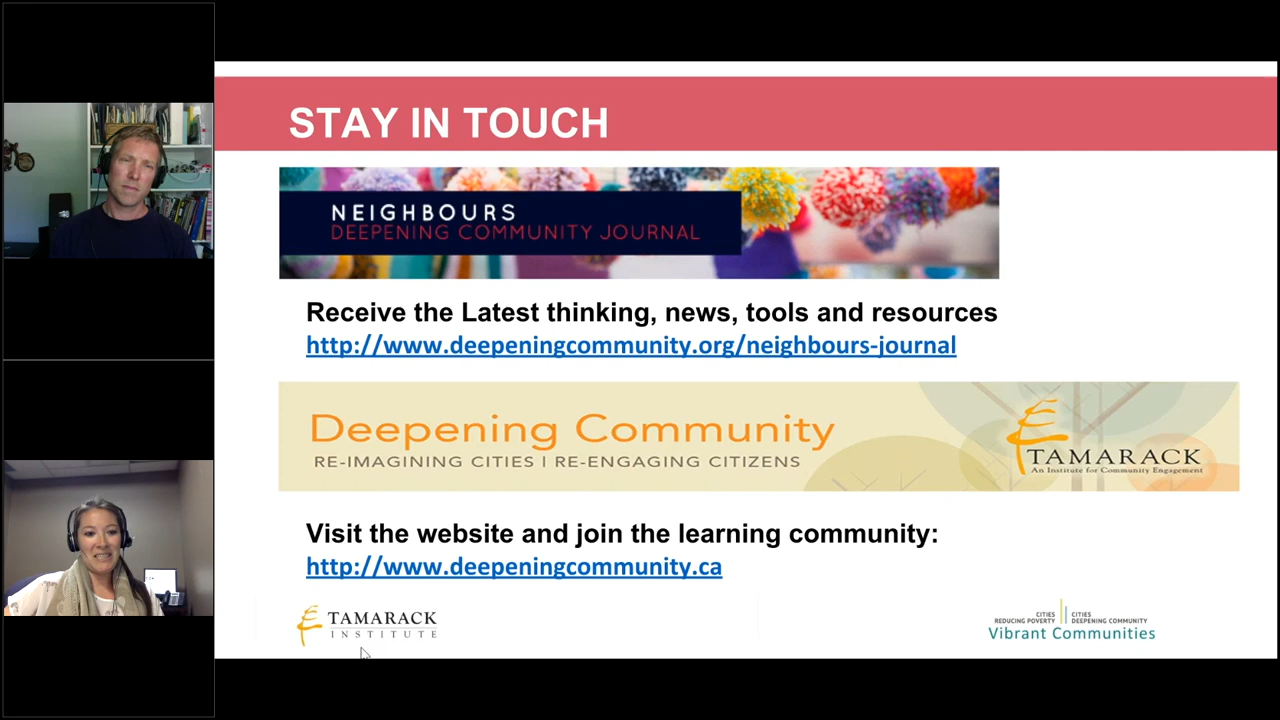 STAY IN TOUCH
NEIGHBOURS
DEEPENING COMMUNITY JOURNAL
Receive the Latest thinking, news, tools and resources
http://www.deepeningcommunity.org/neighbours-journal
Deepening Community
RE-IMAGINING CITIES | RE-ENGAGING CITIZENS
TAMARACK
An Institute for Community Engagement
Visit the website and join the learning community:
http://www.deepeningcommunity.ca
TAMARACK
INSTITUTE
CITIES REDUCING POVERTY
CITIES DEEPENING COMMUNITY
Vibrant Communities